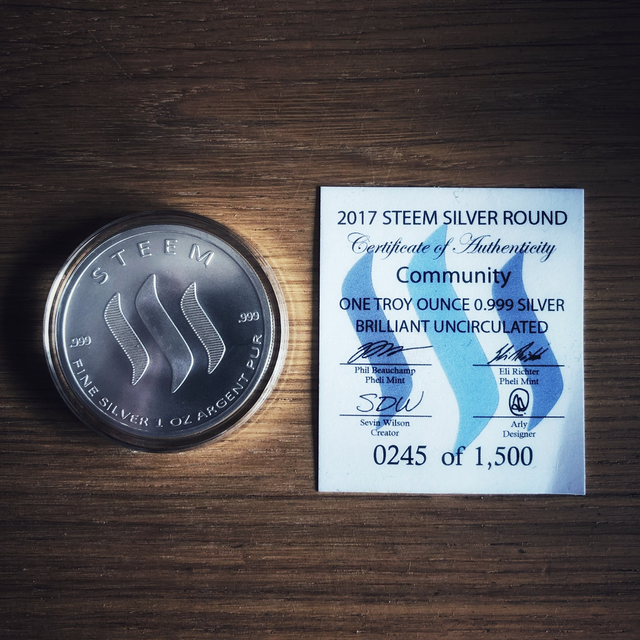 STEEM
.999
.999
FINE SILVER 1 OZ ARGENT PUR
2017 STEEM SILVER ROUND
Certificate of Authenticity
Community
ONE TROY OUNCE 0.999 SILVER
BRILLIANT UNCIRCULATED
Phil Beauchamp
Pheli Mint
Eli Richter
Pheli Mint
SDW
Sevin Wilson
Creator
Arly
Designer
0245 of 1,500